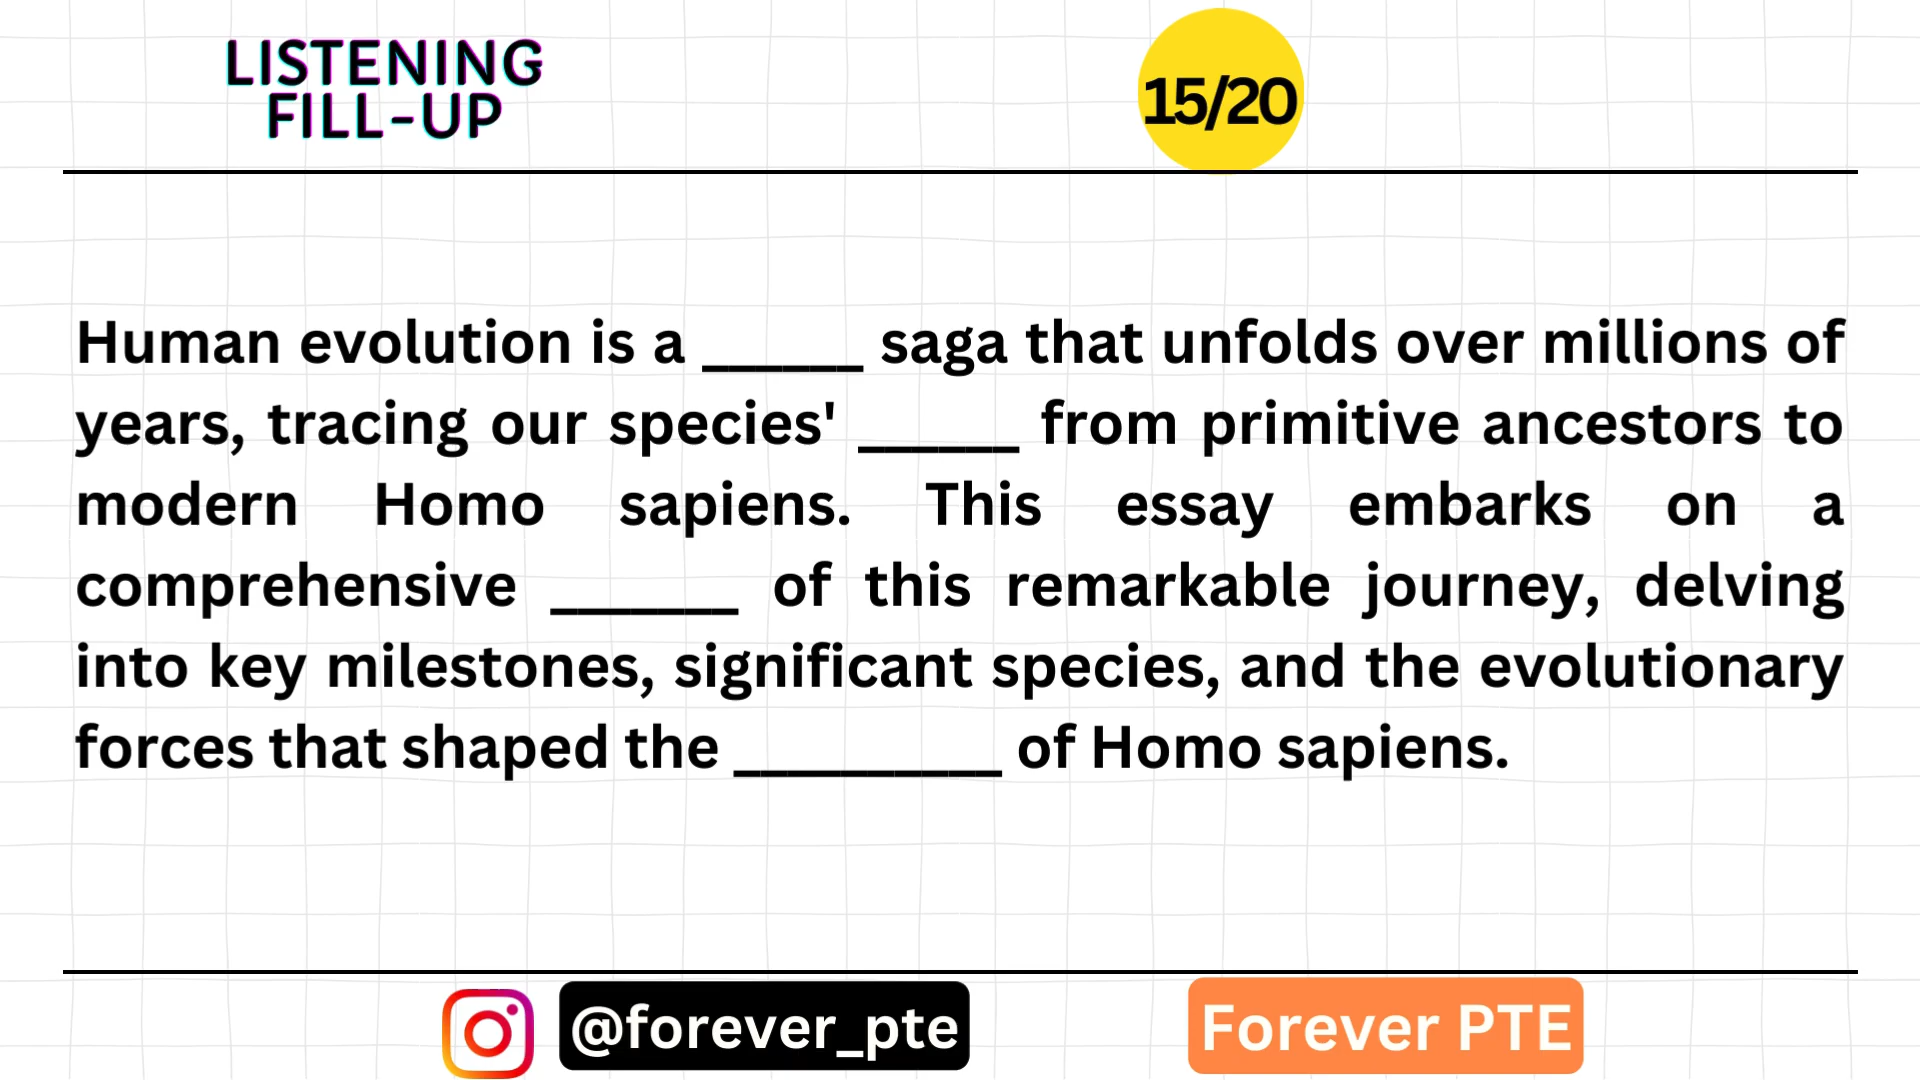 LISTENING
FILL-UP
15/20
Human evolution is a ______ saga that unfolds over millions of
years, tracing our species' ______ from primitive ancestors to
modern Homo sapiens. This essay embarks on a
comprehensive _______ of this remarkable journey, delving
into key milestones, significant species, and the evolutionary
forces that shaped the __________ of Homo sapiens.
@forever_pte
Forever PTE